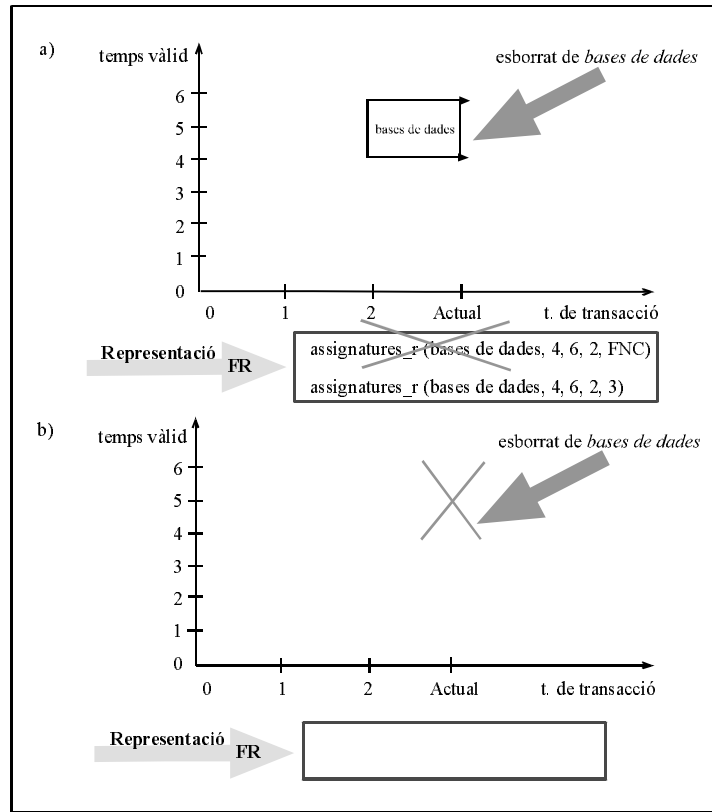 a)
temps vàlid
esborrat de bases de dades
6
5
4
3
2
1
0
bases de dades
0 1 2 Actual t. de transacció
Representació FR
assignatures_r (bases de dades, 4, 6, 2, FNC)
assignatures_r (bases de dades, 4, 6, 2, 3)
b)
temps vàlid
esborrat de bases de dades
6
5
4
3
2
1
0
0 1 2 Actual t. de transacció
Representació FR